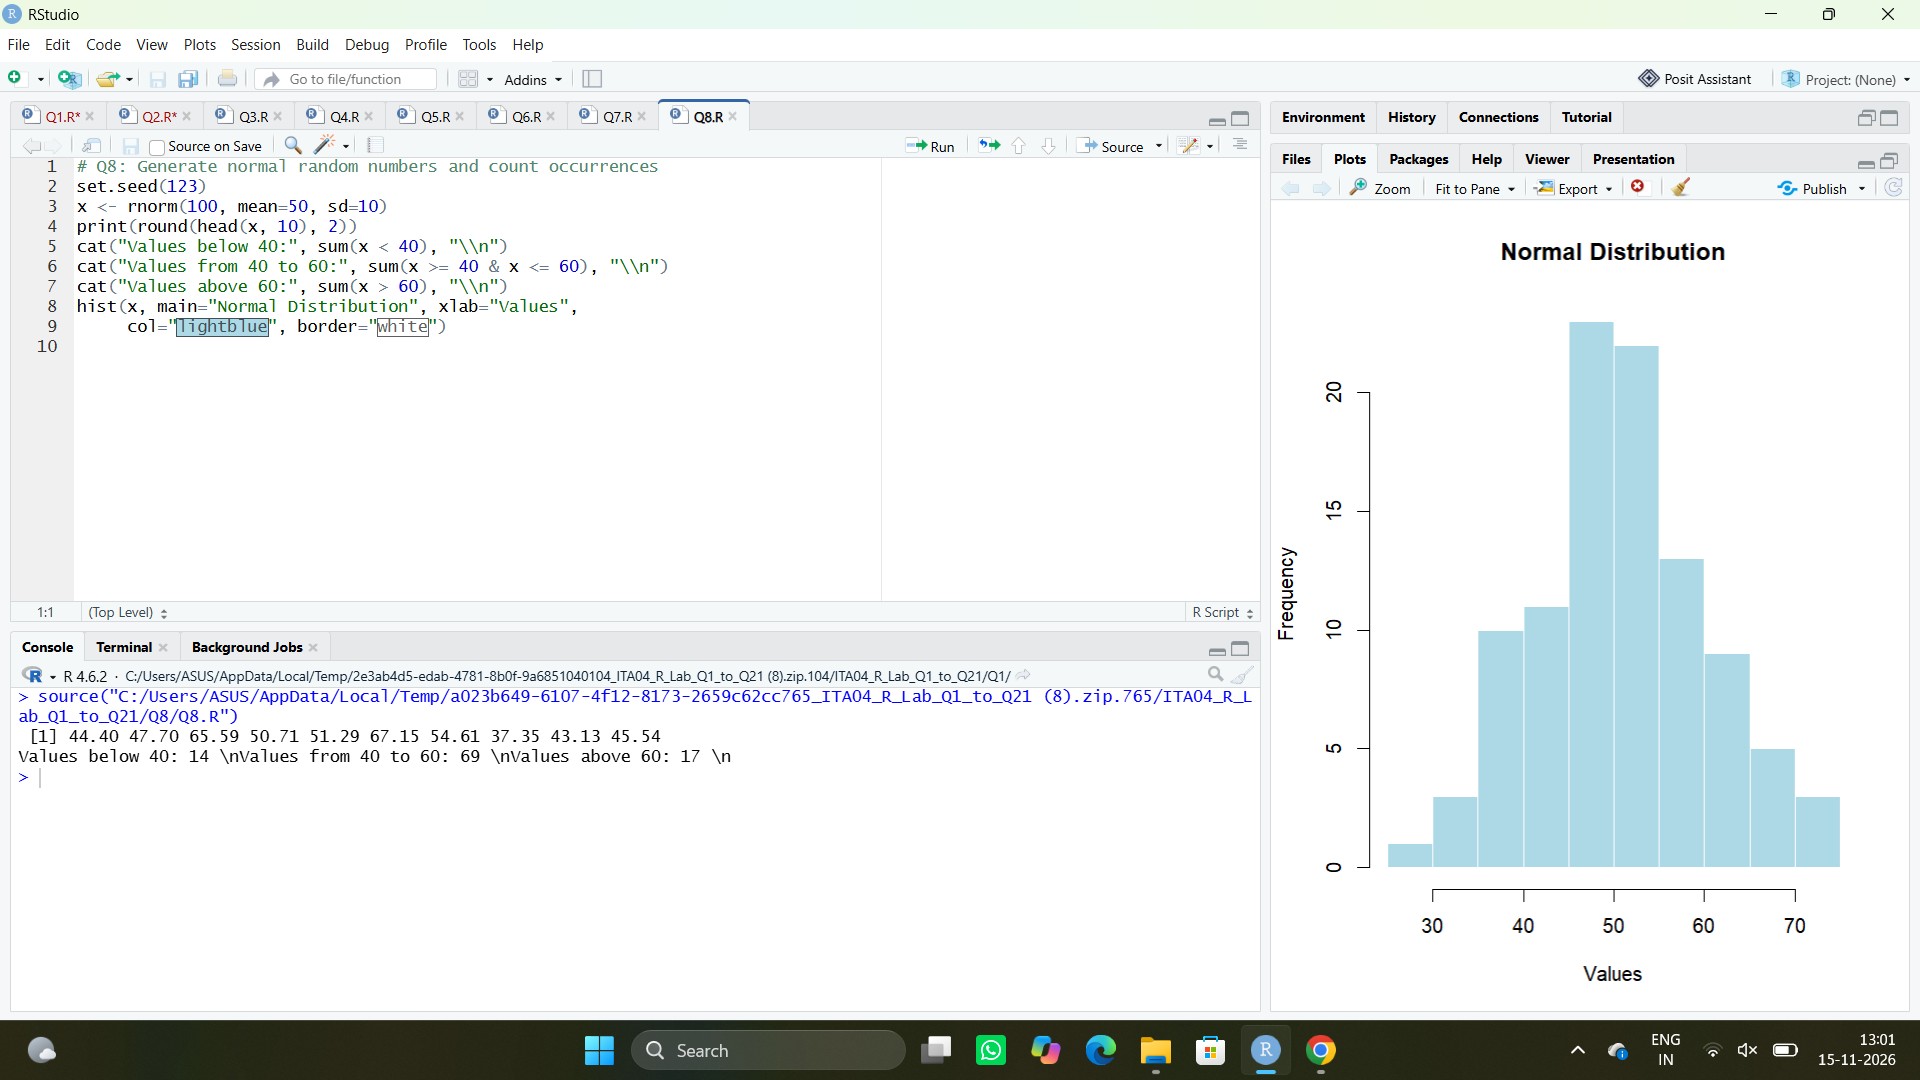 RStudio
File Edit Code View Plots Session Build Debug Profile Tools Help
Go to file/function
Addins
Posit Assistant
Project: (None)
Q1.R* Q2.R* Q3.R Q4.R Q5.R Q6.R Q7.R Q8.R
Source on Save
Run
Source
1 # Q8: Generate normal random numbers and count occurrences
2 set.seed(123)
3 x <- rnorm(100, mean=50, sd=10)
4 print(round(head(x, 10), 2))
5 cat("Values below 40:", sum(x < 40), "\\n")
6 cat("Values from 40 to 60:", sum(x >= 40 & x <= 60), "\\n")
7 cat("Values above 60:", sum(x > 60), "\\n")
8 hist(x, main="Normal Distribution", xlab="Values",
9 col="lightblue", border="white")
10
1:1 (Top Level) R Script
Console Terminal Background Jobs
R 4.6.2 · C:/Users/ASUS/AppData/Local/Temp/2e3ab4d5-edab-4781-8b0f-9a6851040104_ITA04_R_Lab_Q1_to_Q21 (8).zip.104/ITA04_R_Lab_Q1_to_Q21/Q1/
> source("C:/Users/ASUS/AppData/Local/Temp/a023b649-6107-4f12-8173-2659c62cc765_ITA04_R_Lab_Q1_to_Q21 (8).zip.765/ITA04_R_L
ab_Q1_to_Q21/Q8/Q8.R")
[1] 44.40 47.70 65.59 50.71 51.29 67.15 54.61 37.35 43.13 45.54
Values below 40: 14 \nValues from 40 to 60: 69 \nValues above 60: 17 \n
>
Environment History Connections Tutorial
Files Plots Packages Help Viewer Presentation
Zoom Fit to Pane Export Publish
Normal Distribution
Frequency
20
15
10
5
0
30 40 50 60 70
Values
Search
ENG
IN
13:01
15-11-2026